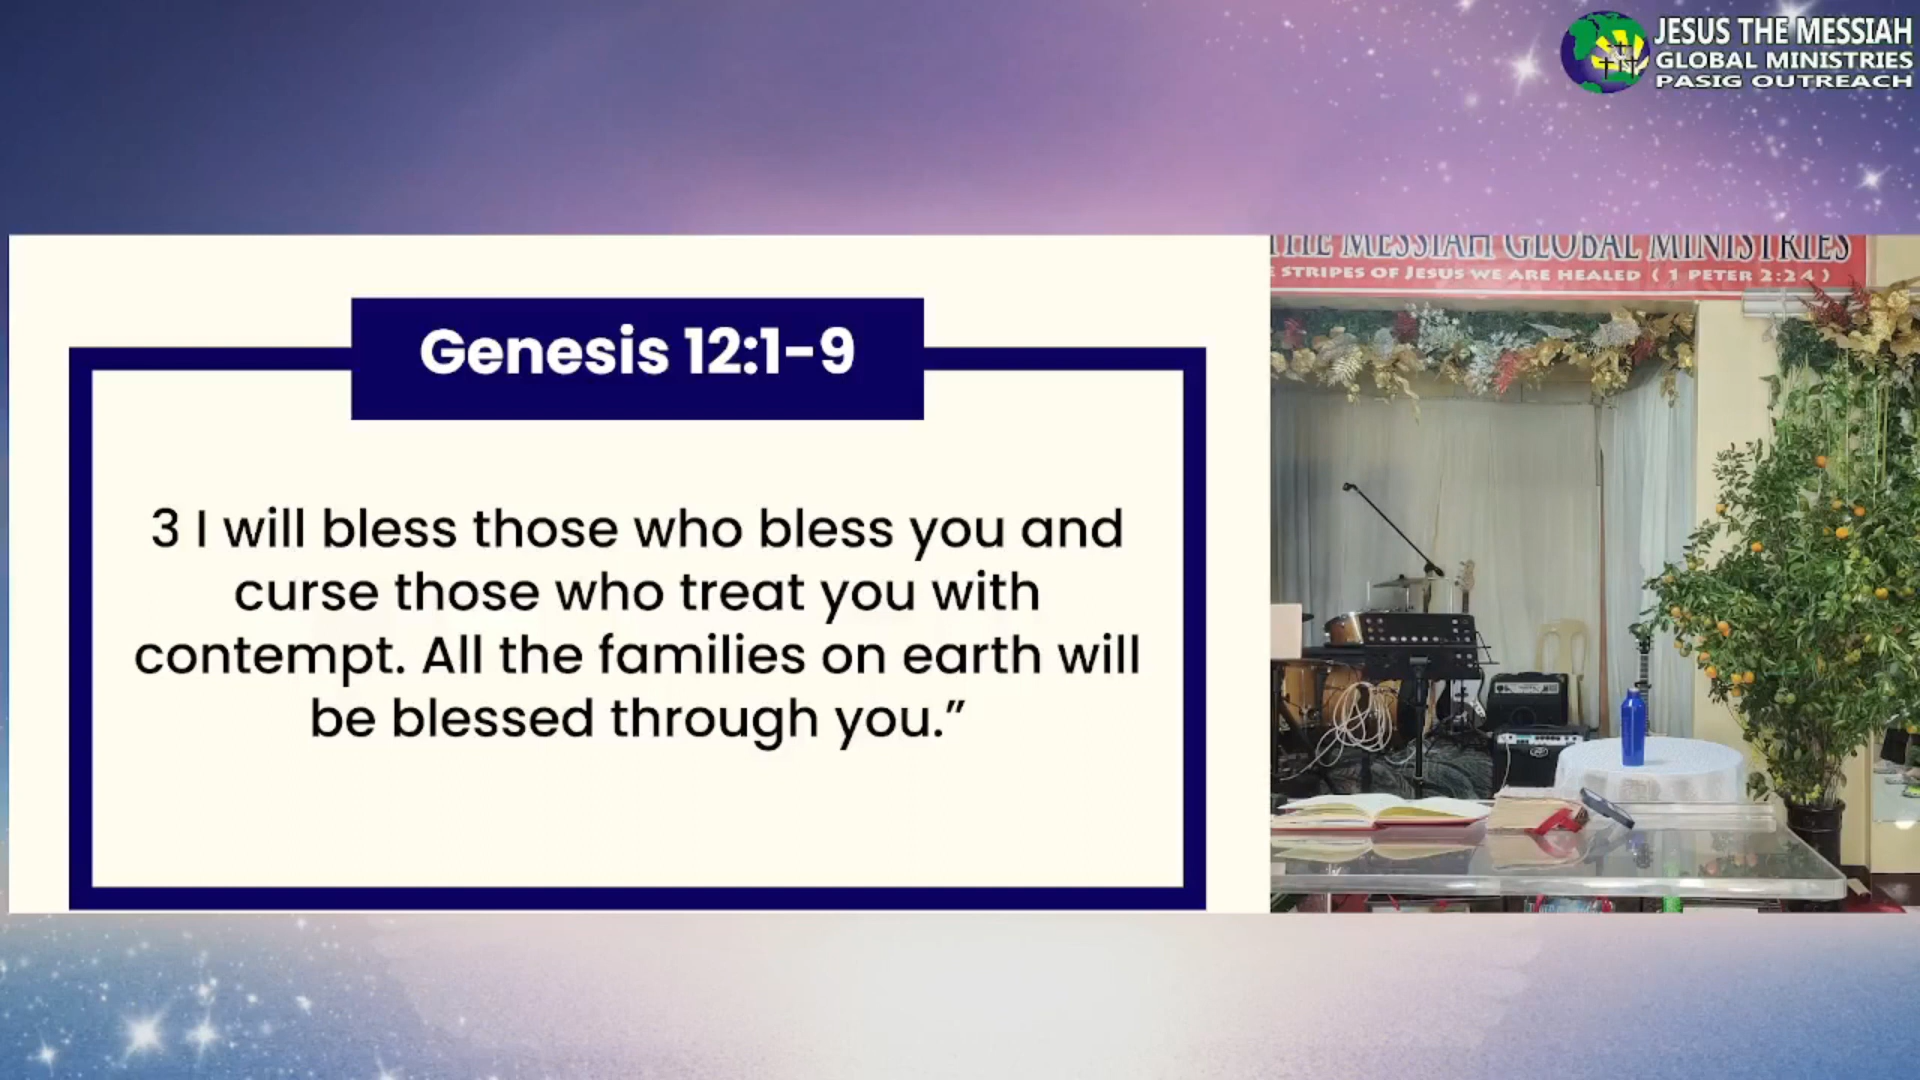 JESUS THE MESSIAH
GLOBAL MINISTRIES
PASIG OUTREACH
THE MESSIAH GLOBAL MINISTRIES
STRIPES OF JESUS WE ARE HEALED ( 1 PETER 2:24 )
Genesis 12:1-9
3 I will bless those who bless you and
curse those who treat you with
contempt. All the families on earth will
be blessed through you.”